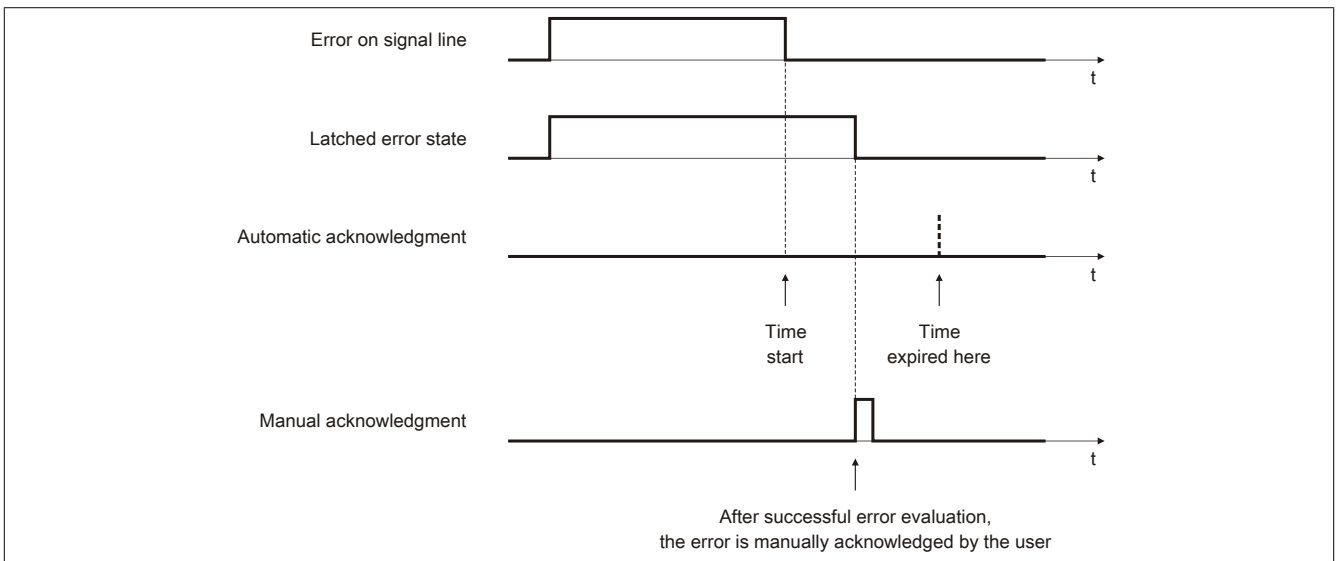 Error on signal line
t
Latched error state
t
Automatic acknowledgment
t
Time
start
Time
expired here
Manual acknowledgment
t
After successful error evaluation,
the error is manually acknowledged by the user